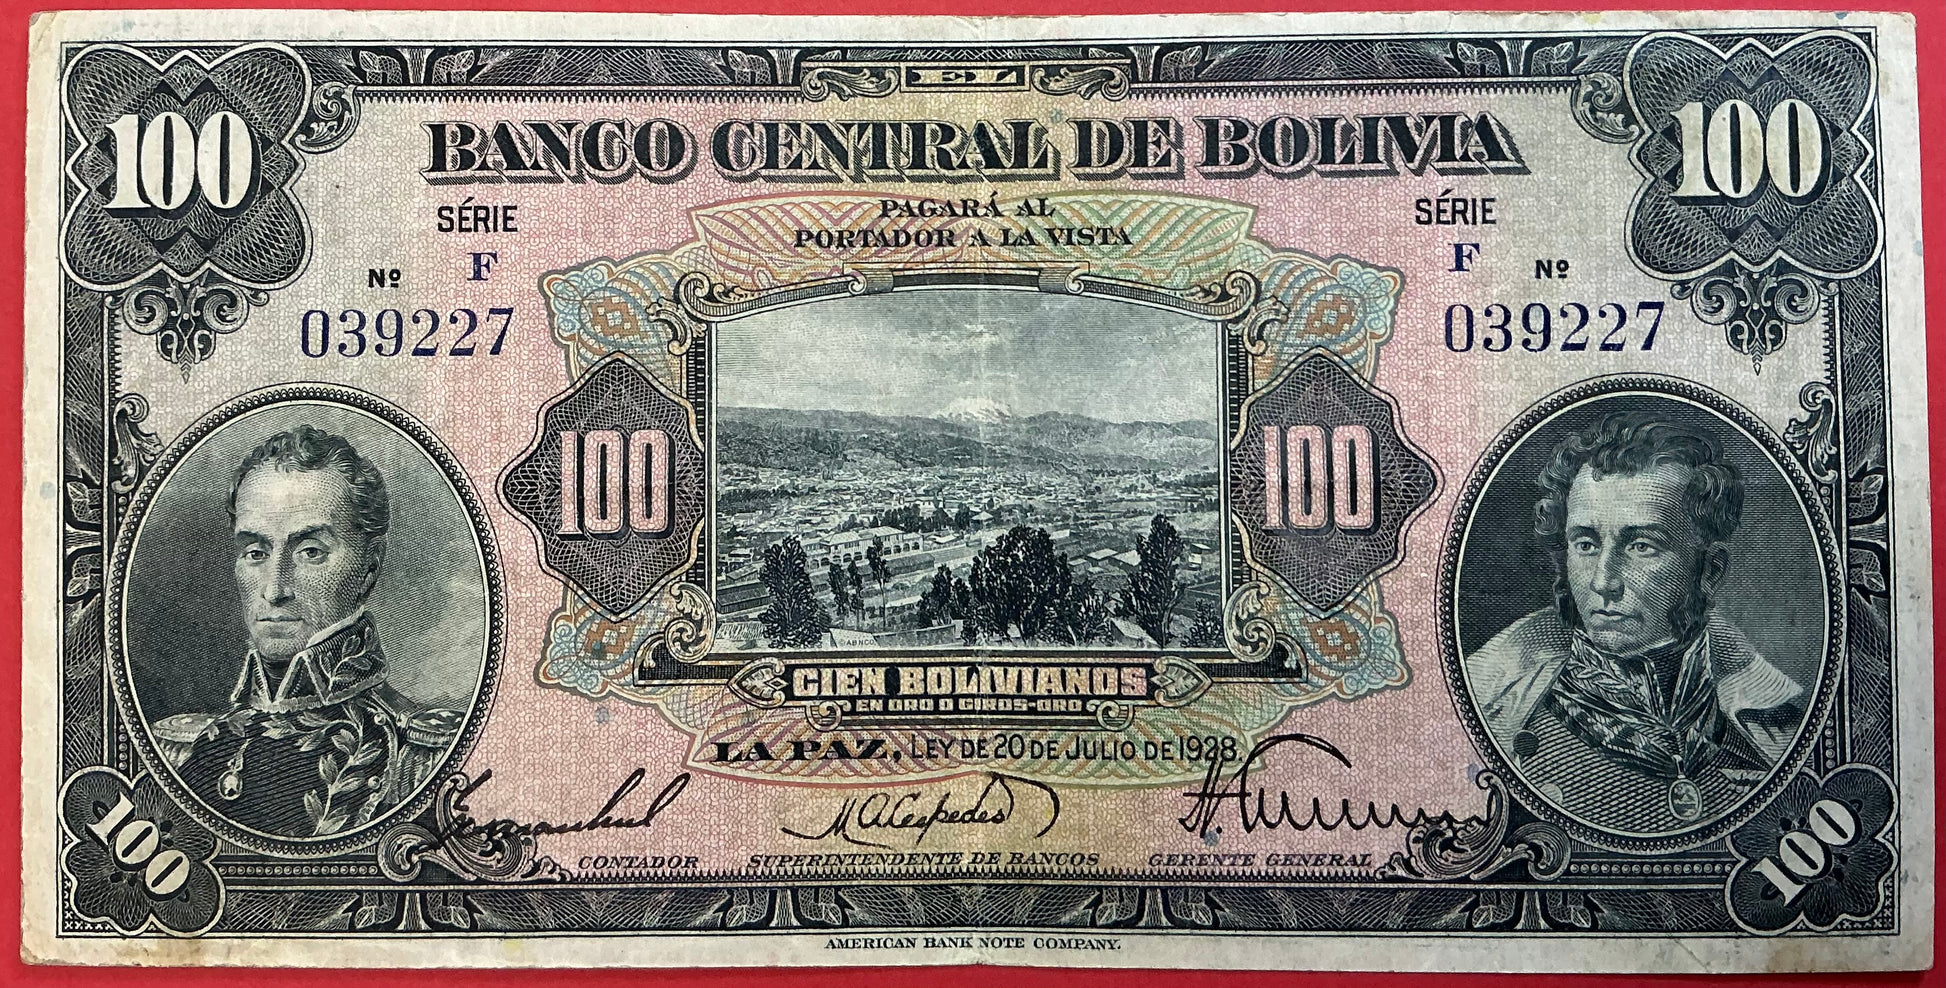 EL
100
100
BANCO CENTRAL DE BOLIVIA
SÉRIE
F
Nº
039227
PAGARÁ AL
PORTADOR A LA VISTA
SÉRIE
F
Nº
039227
100
100
©ABNCO
CIEN BOLIVIANOS
EN ORO O GIROS-ORO
LA PAZ, LEY DE 20 DE JULIO DE 1928.
M A Cespedes
CONTADOR
SUPERINTENDENTE DE BANCOS
GERENTE GENERAL
100
100
AMERICAN BANK NOTE COMPANY.